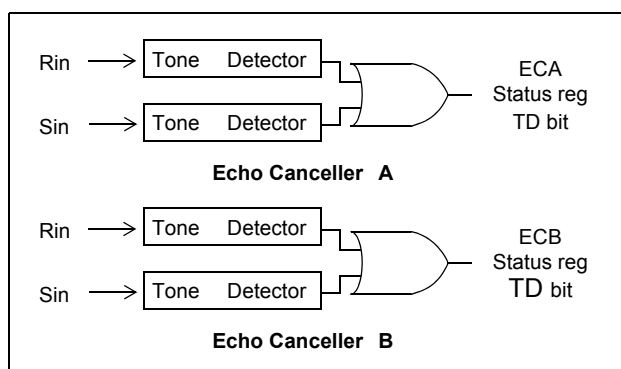 Rin
Tone Detector
ECA
Status reg
TD bit
Sin
Tone Detector
Echo Canceller A
Rin
Tone Detector
ECB
Status reg
TD bit
Sin
Tone Detector
Echo Canceller B